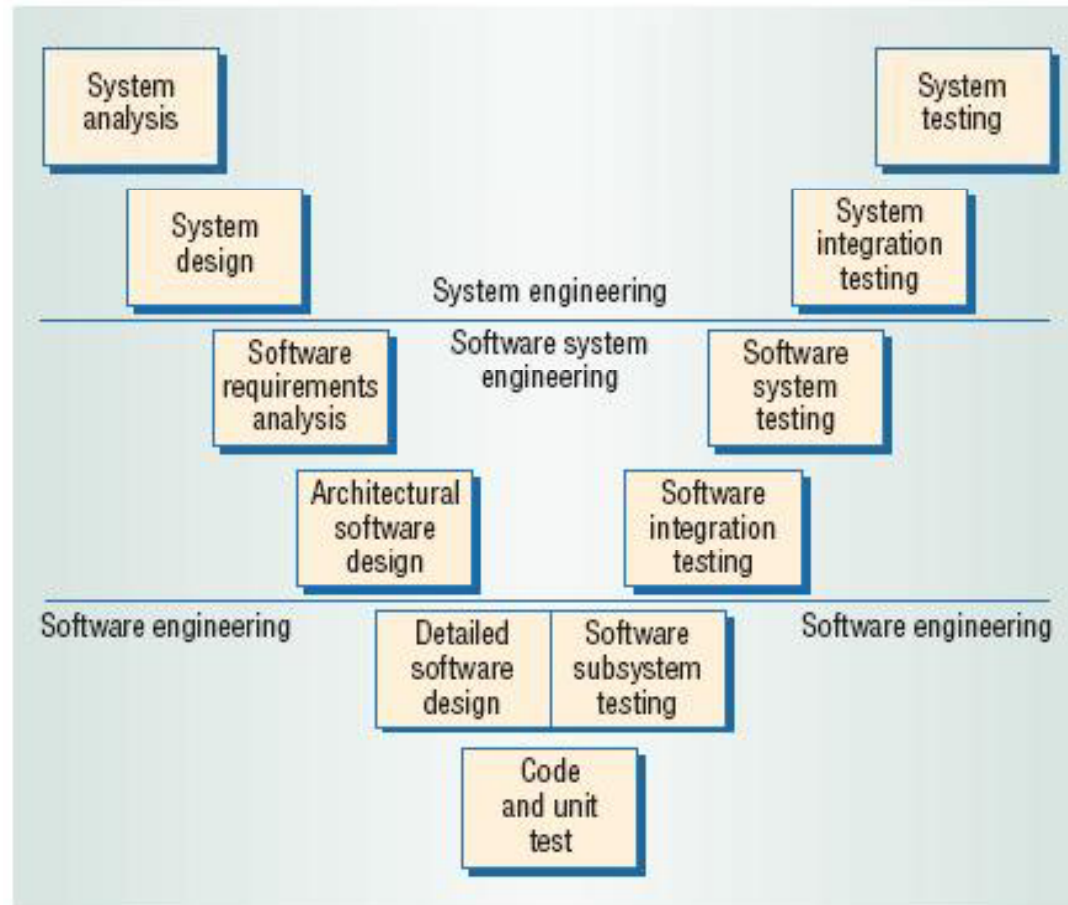 System
analysis
System
testing
System
design
System
integration
testing
System engineering
Software system
engineering
Software
requirements
analysis
Software
system
testing
Architectural
software
design
Software
integration
testing
Software engineering
Software engineering
Detailed
software
design
Software
subsystem
testing
Code
and unit
test